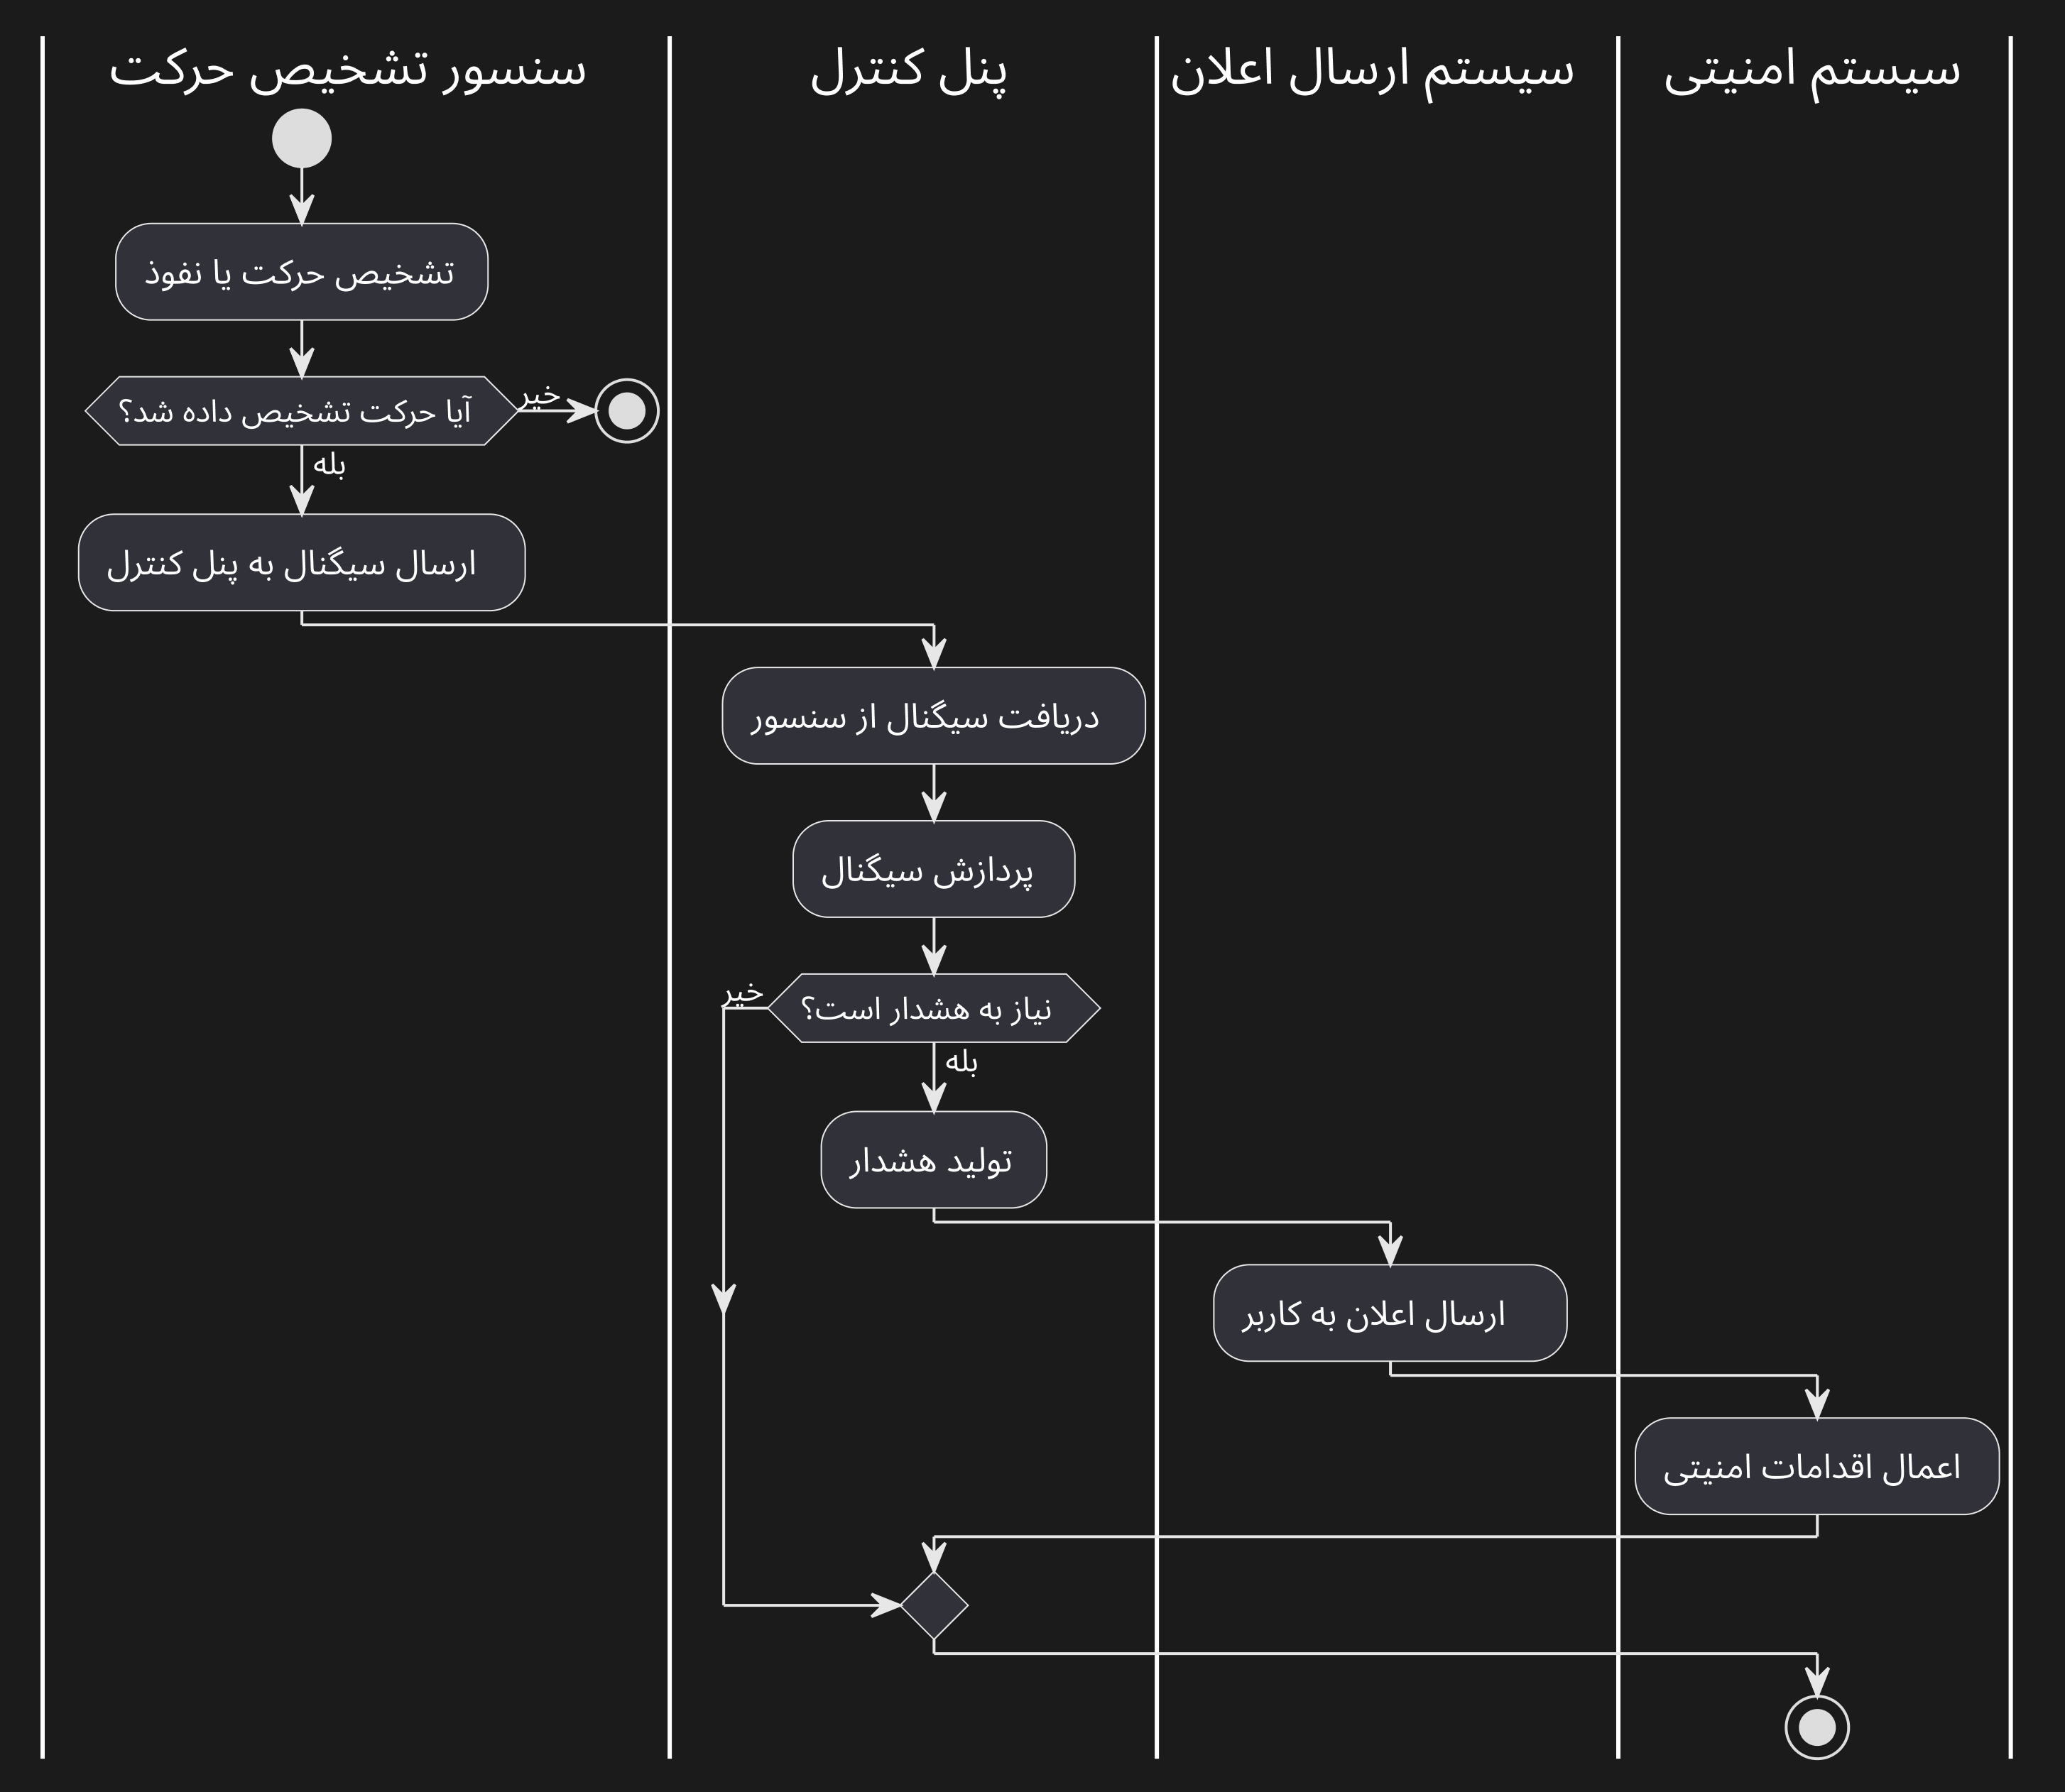 سنسور تشخیص حرکت
پنل کنترل
سیستم ارسال اعلان
سیستم امنیتی
تشخیص حرکت یا نفوذ
آیا حرکت تشخیص داده شد؟
خیر
بله
ارسال سیگنال به پنل کنترل
دریافت سیگنال از سنسور
پردازش سیگنال
نیاز به هشدار است؟
خیر
بله
تولید هشدار
ارسال اعلان به کاربر
اعمال اقدامات امنیتی